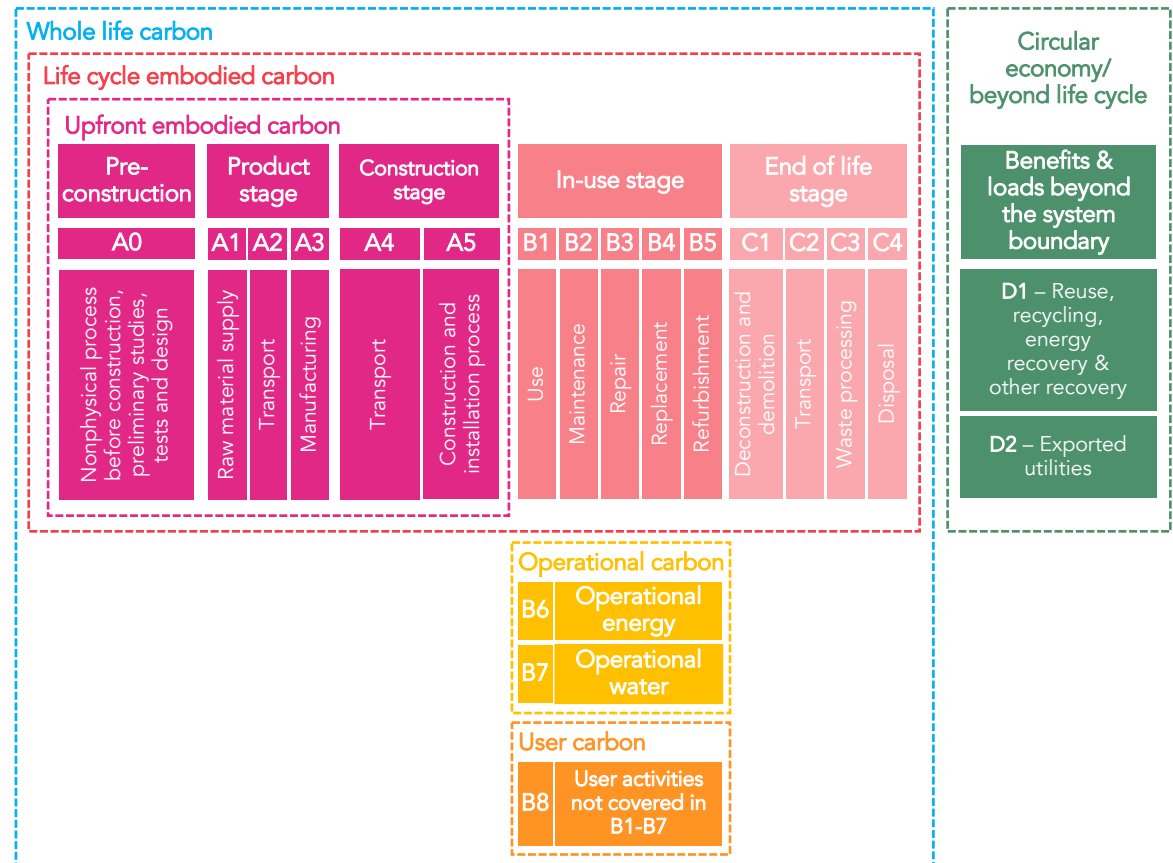 Whole life carbon
Life cycle embodied carbon
Upfront embodied carbon
Pre-
construction
Product
stage
Construction
stage
In-use stage
End of life
stage
A0
A1
A2
A3
A4
A5
B1
B2
B3
B4
B5
C1
C2
C3
C4
Nonphysical process
before construction,
preliminary studies,
tests and design
Raw material supply
Transport
Manufacturing
Transport
Construction and
installation process
Use
Maintenance
Repair
Replacement
Refurbishment
Deconstruction and
demolition
Transport
Waste processing
Disposal
Operational carbon
B6
Operational
energy
B7
Operational
water
User carbon
B8
User activities
not covered in
B1-B7
Circular
economy/
beyond life cycle
Benefits &
loads beyond
the system
boundary
D1 – Reuse,
recycling,
energy
recovery &
other recovery
D2 – Exported
utilities